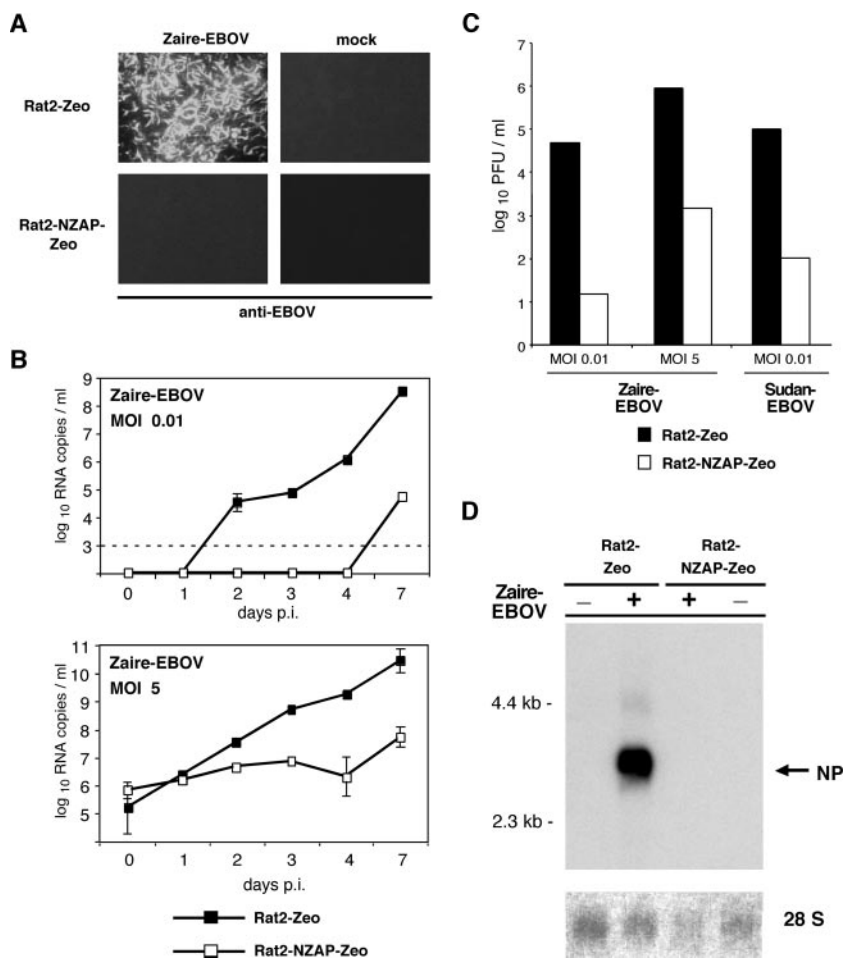 A
Zaire-EBOV
mock
Rat2-Zeo
Rat2-NZAP-
Zeo
anti-EBOV
B
Zaire-EBOV
MOI 0.01
log 10 RNA copies / ml
9
8
7
6
5
4
3
0 1 2 3 4 7
days p.i.
Zaire-EBOV
MOI 5
log 10 RNA copies / ml
11
10
9
8
7
6
5
0 1 2 3 4 7
days p.i.
Rat2-Zeo
Rat2-NZAP-Zeo
C
log 10 PFU / ml
7
6
5
4
3
2
1
0
MOI 0.01
MOI 5
MOI 0.01
Zaire-
EBOV
Sudan-
EBOV
Rat2-Zeo
Rat2-NZAP-Zeo
D
Rat2-
Zeo
Rat2-
NZAP-Zeo
Zaire-
EBOV
– + + –
4.4 kb -
2.3 kb -
NP
28 S